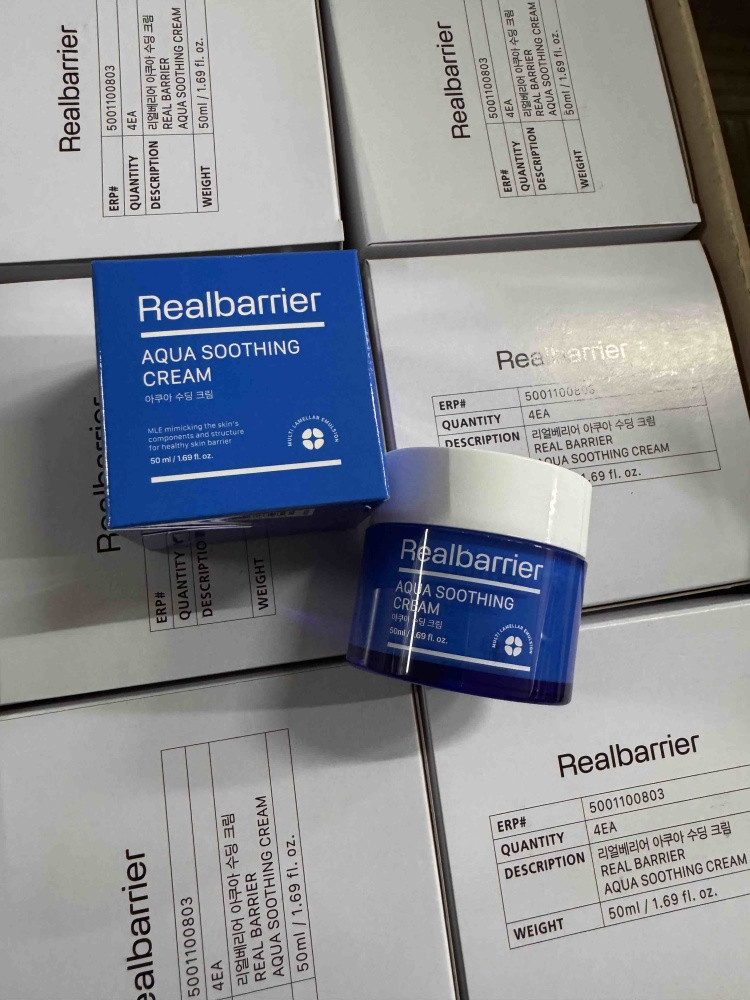 Realbarrier
ERP# 5001100803
QUANTITY 4EA
DESCRIPTION 리얼베리어 아쿠아 수딩 크림
REAL BARRIER
AQUA SOOTHING CREAM
WEIGHT 50ml / 1.69 fl. oz.
Realbarrier
ERP# 5001100803
QUANTITY 4EA
DESCRIPTION 리얼베리어 아쿠아 수딩 크림
REAL BARRIER
AQUA SOOTHING CREAM
WEIGHT 50ml / 1.69 fl. oz.
Realbarrier
AQUA SOOTHING
CREAM
아쿠아 수딩 크림
MLE mimicking the skin's
components and structure
for healthy skin barrier
50 ml / 1.69 fl. oz.
MULTI LAMELLAR EMULSION
Realbarrier
ERP# 5001100803
QUANTITY 4EA
DESCRIPTION 리얼베리어 아쿠아 수딩 크림
REAL BARRIER
AQUA SOOTHING CREAM
1.69 fl. oz.
Realbarrier
ERP#
QUANTITY
DESCRIPTION
WEIGHT
Realbarrier
AQUA SOOTHING
CREAM
아쿠아 수딩 크림
50ml / 1.69 fl. oz.
MULTI LAMELLAR EMULSION
ealbarrier
5001100803
4EA
리얼베리어 아쿠아 수딩 크림
REAL BARRIER
AQUA SOOTHING CREAM
50ml / 1.69 fl. oz.
Realbarrier
ERP# 5001100803
QUANTITY 4EA
DESCRIPTION 리얼베리어 아쿠아 수딩 크림
REAL BARRIER
AQUA SOOTHING CREAM
WEIGHT 50ml / 1.69 fl. oz.